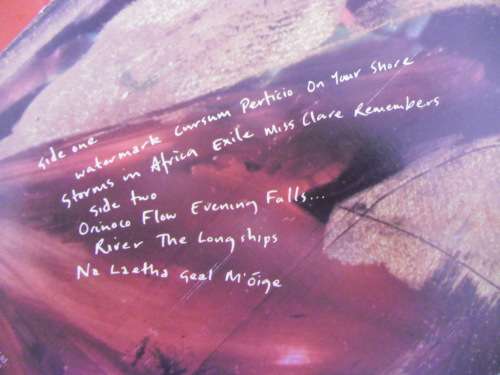 side one
watermark Cursum Perficio On Your Shore
Storms in Africa Exile Miss Clare Remembers
side two
Orinoco Flow Evening Falls...
River The Longships
Na Laetha Geal M'óige